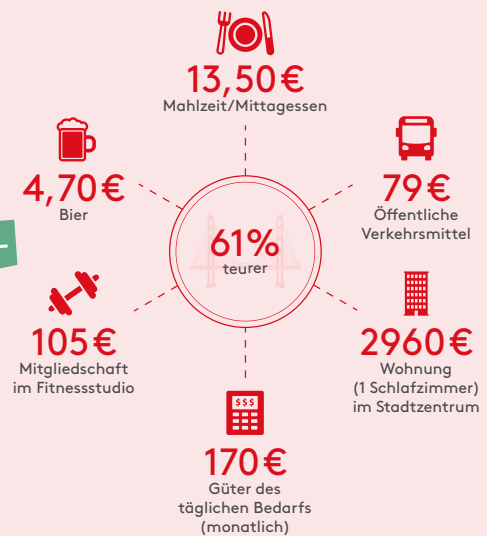 13,50 €
Mahlzeit/Mittagessen
4,70 €
Bier
79 €
Öffentliche
Verkehrsmittel
61%
teurer
105 €
Mitgliedschaft
im Fitnessstudio
2960 €
Wohnung
(1 Schlafzimmer)
im Stadtzentrum
$$$
170 €
Güter des
täglichen Bedarfs
(monatlich)